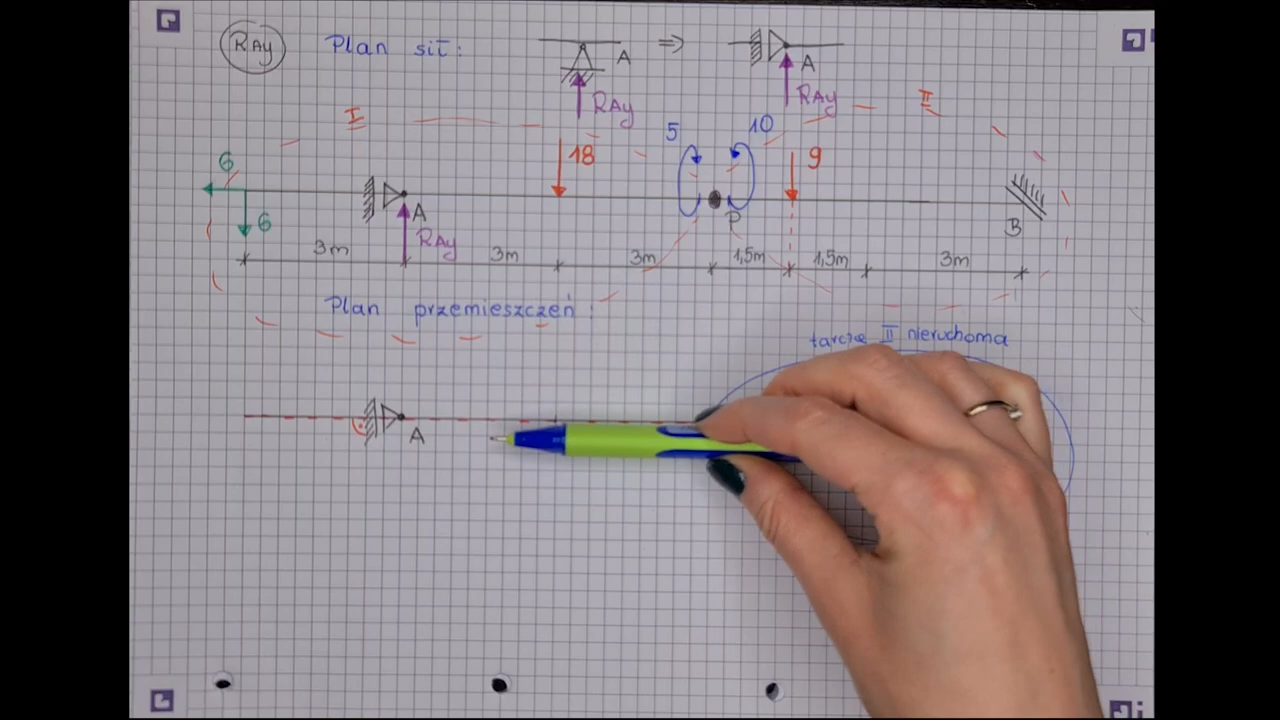 RAy Plan sił: A ⇒ A
RAy RAy
I II
5 10
6 18 9
6 A RAy P B
3m 3m 3m 1,5m 1,5m 3m
Plan przemieszczeń:
tarcza II nieruchoma
A